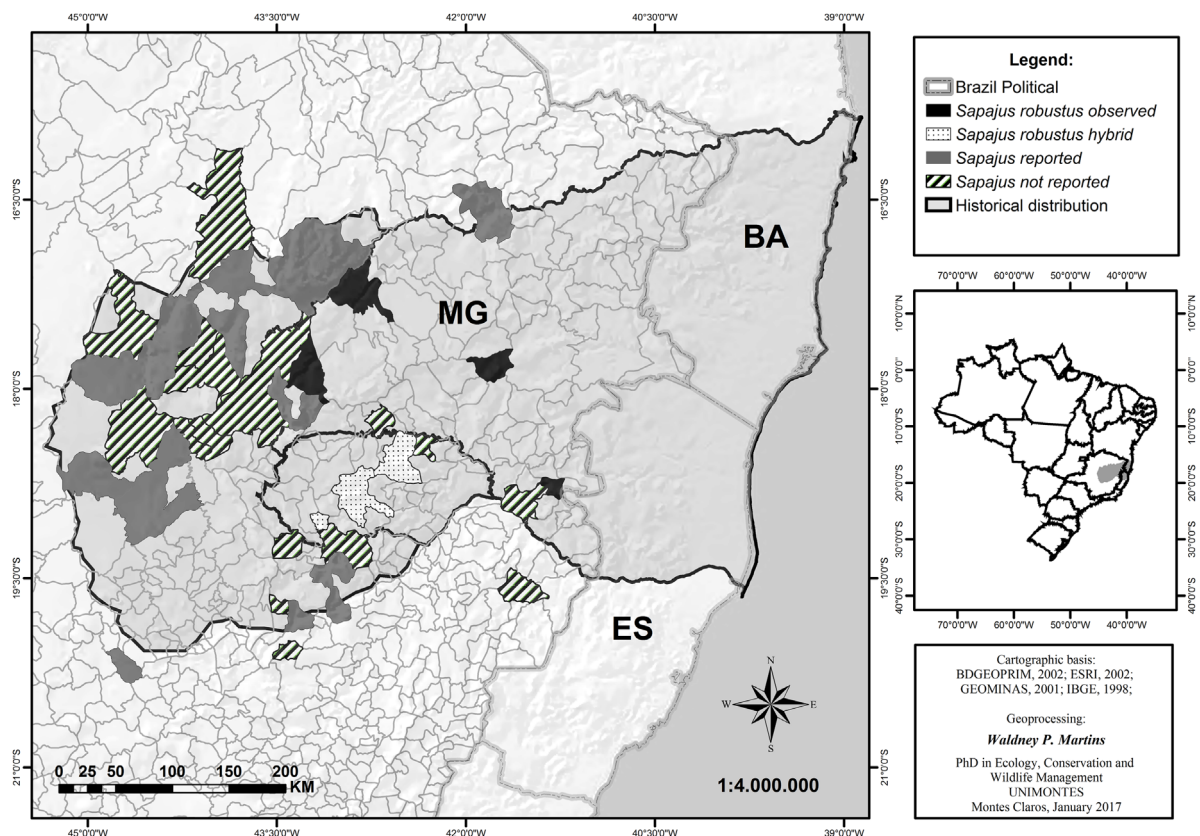 45°0'0"W 43°30'0"W 42°0'0"W 40°30'0"W 39°0'0"W
16°30'0"S 16°30'0"S
18°0'0"S 18°0'0"S
19°30'0"S 19°30'0"S
21°0'0"S 21°0'0"S
BA
MG
ES
N
W E
S
0 25 50 100 150 200
KM
1:4.000.000
45°0'0"W 43°30'0"W 42°0'0"W 40°30'0"W 39°0'0"W
Legend:
Brazil Political
Sapajus robustus observed
Sapajus robustus hybrid
Sapajus reported
Sapajus not reported
Historical distribution
70°0'0"W 60°0'0"W 50°0'0"W 40°0'0"W
10°0'0"N 10°0'0"N
0°0'0" 0°0'0"
10°0'0"S 10°0'0"S
20°0'0"S 20°0'0"S
30°0'0"S 30°0'0"S
40°0'0"S 40°0'0"S
70°0'0"W 60°0'0"W 50°0'0"W 40°0'0"W
Cartographic basis:
BDGEOPRIM, 2002; ESRI, 2002;
GEOMINAS, 2001; IBGE, 1998;
Geoprocessing:
Waldney P. Martins
PhD in Ecology, Conservation and
Wildlife Management
UNIMONTES
Montes Claros, January 2017